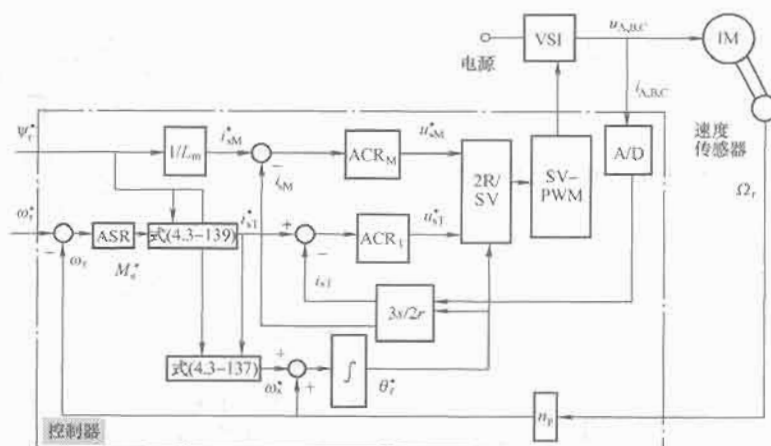 VSI
u_A,B,C
IM
电源
i_A,B,C
速度
传感器
ψ_r*
1/L_m
i_sM*
−
i_sM
ACR_M
u_sM*
2R/
SV
SV-
PWM
A/D
Ω_r
ω_r*
−
ω_r
ASR
M_e*
式(4.3-139)
i_sT*
+
−
i_sT
ACR_t
u_sT*
3s/2r
式(4.3-137)
ω_s*
+
+
∫
θ_r*
n_p
控制器